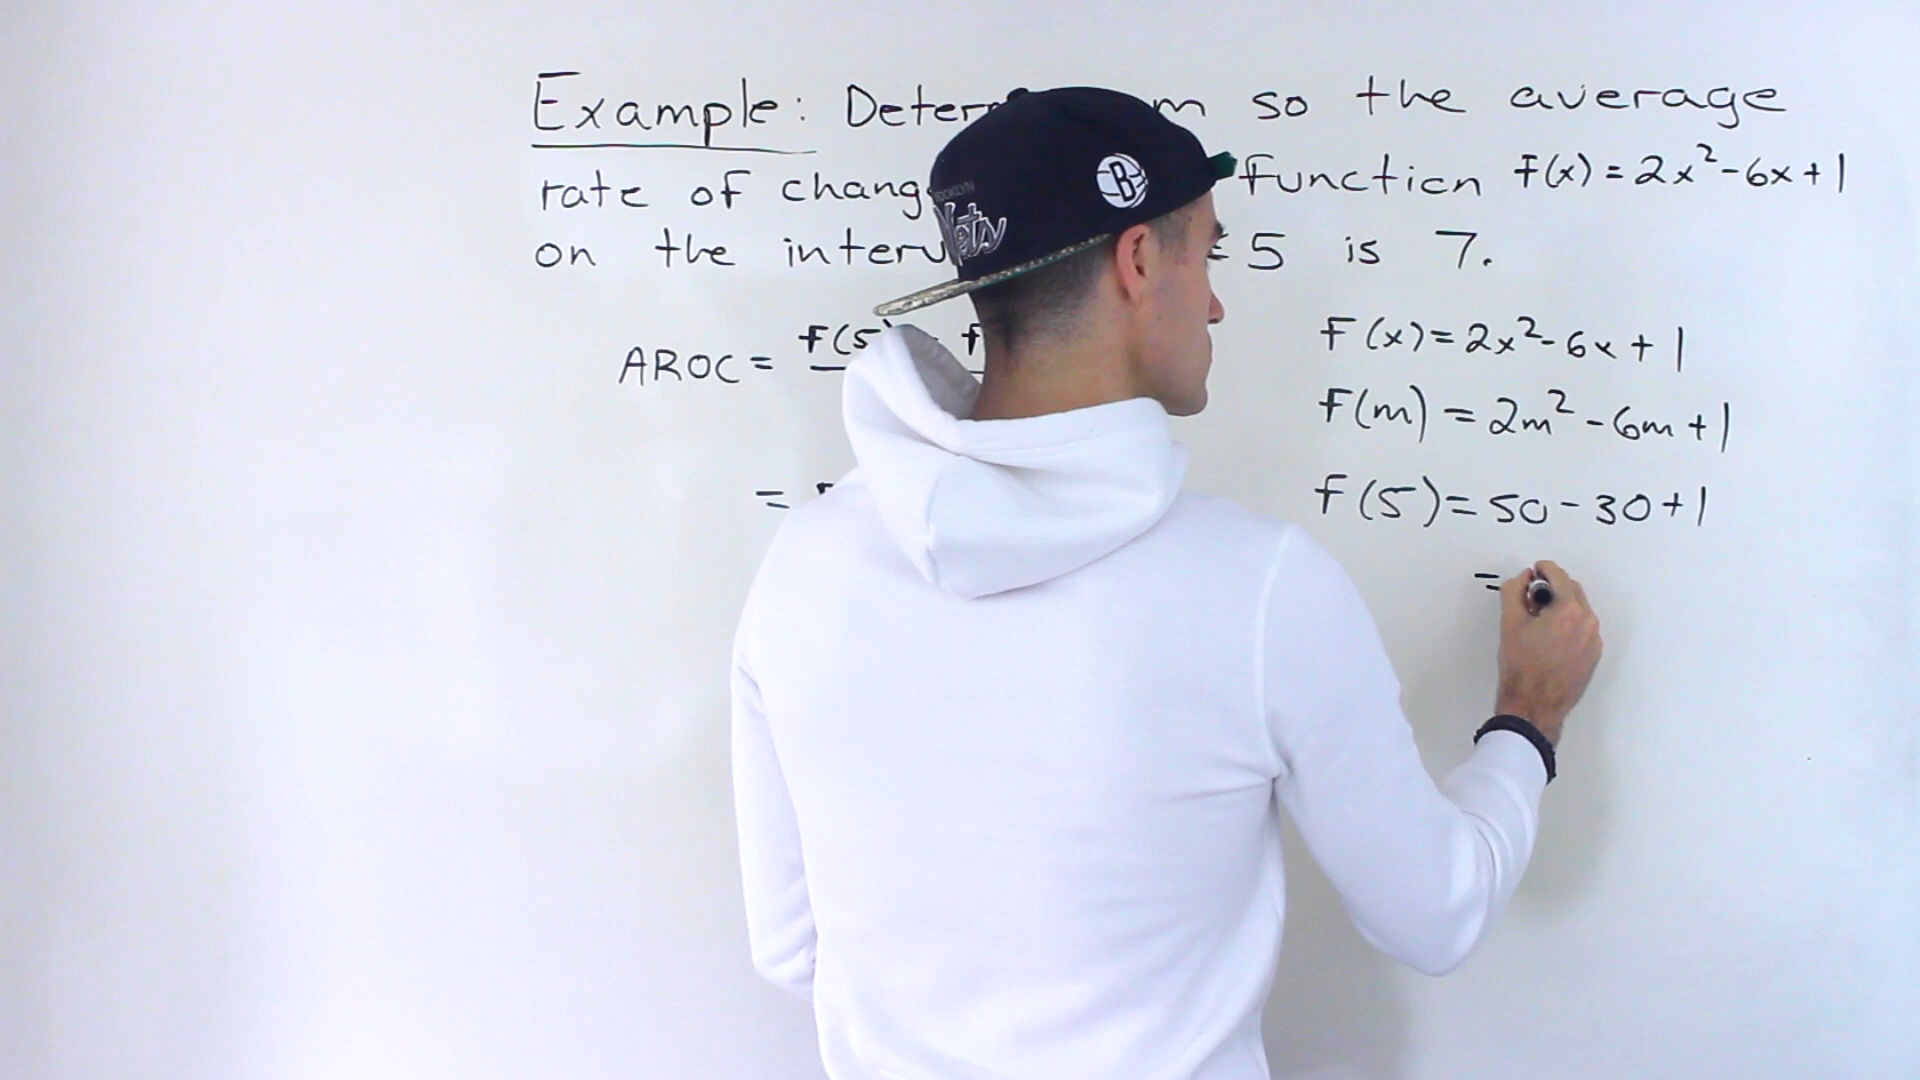 Example: Deter m so the average
rate of chang function f(x) = 2x²-6x+1
on the interv 5 is 7.
AROC = f(5) - f
f(x) = 2x²-6x+1
f(m) = 2m²-6m+1
f(5) = 50-30+1
=
=
BROOKLYN
Nets
B